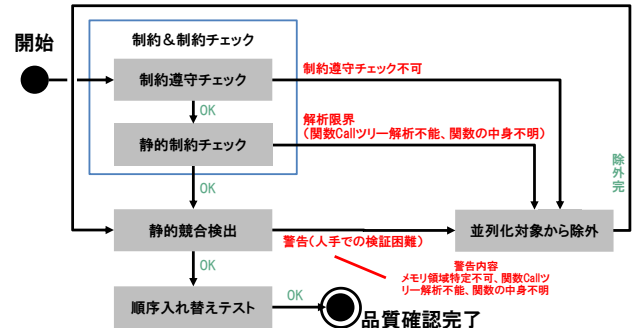 開始
制約＆制約チェック
制約遵守チェック
制約遵守チェック不可
OK
解析限界
（関数Callツリー解析不能、関数の中身不明）
静的制約チェック
除外完
OK
静的競合検出
警告（人手での検証困難）
並列化対象から除外
OK
警告内容
メモリ領域特定不可、関数Callツ
リー解析不能、関数の中身不明
順序入れ替えテスト
OK
品質確認完了